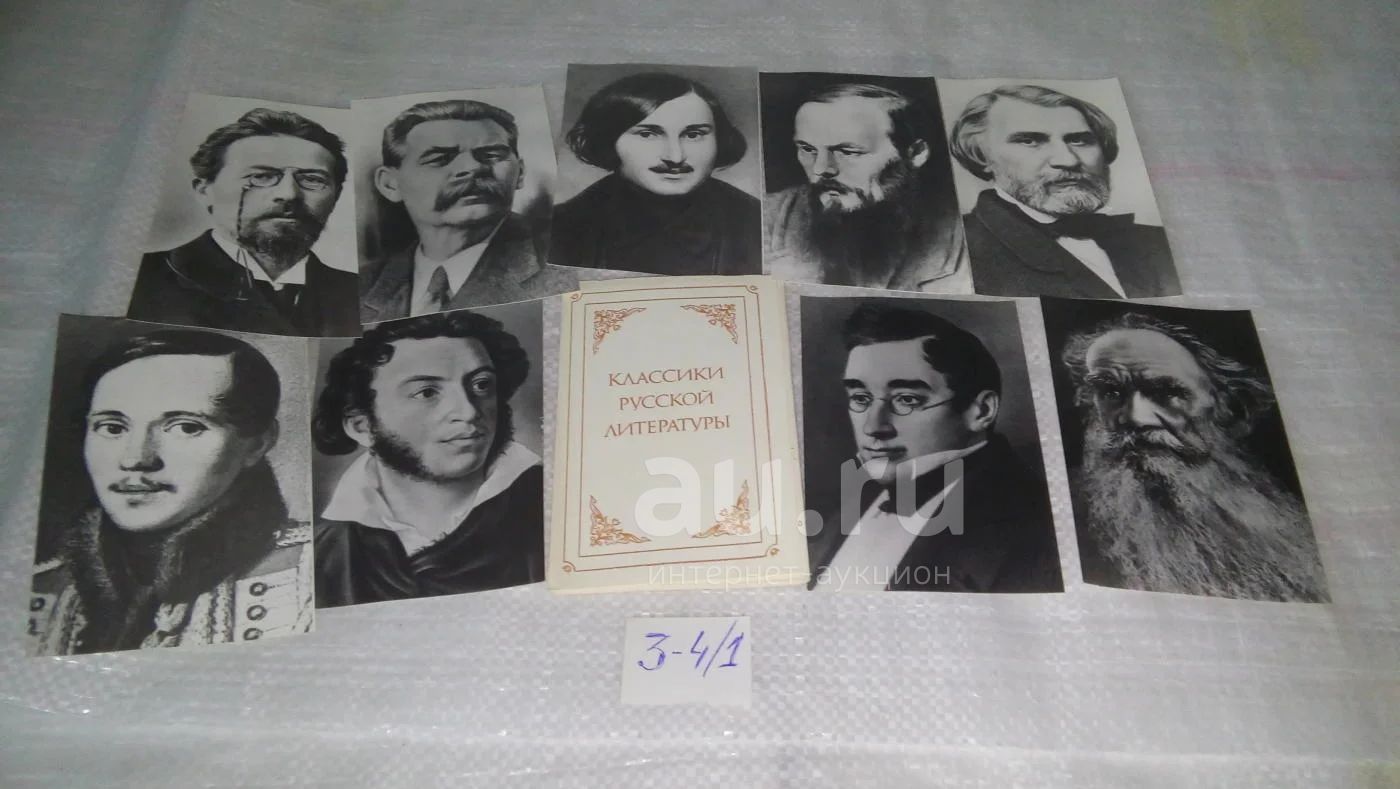 КЛАССИКИ
РУССКОЙ
ЛИТЕРАТУРЫ
au.ru
интернет-аукцион
3-4/1